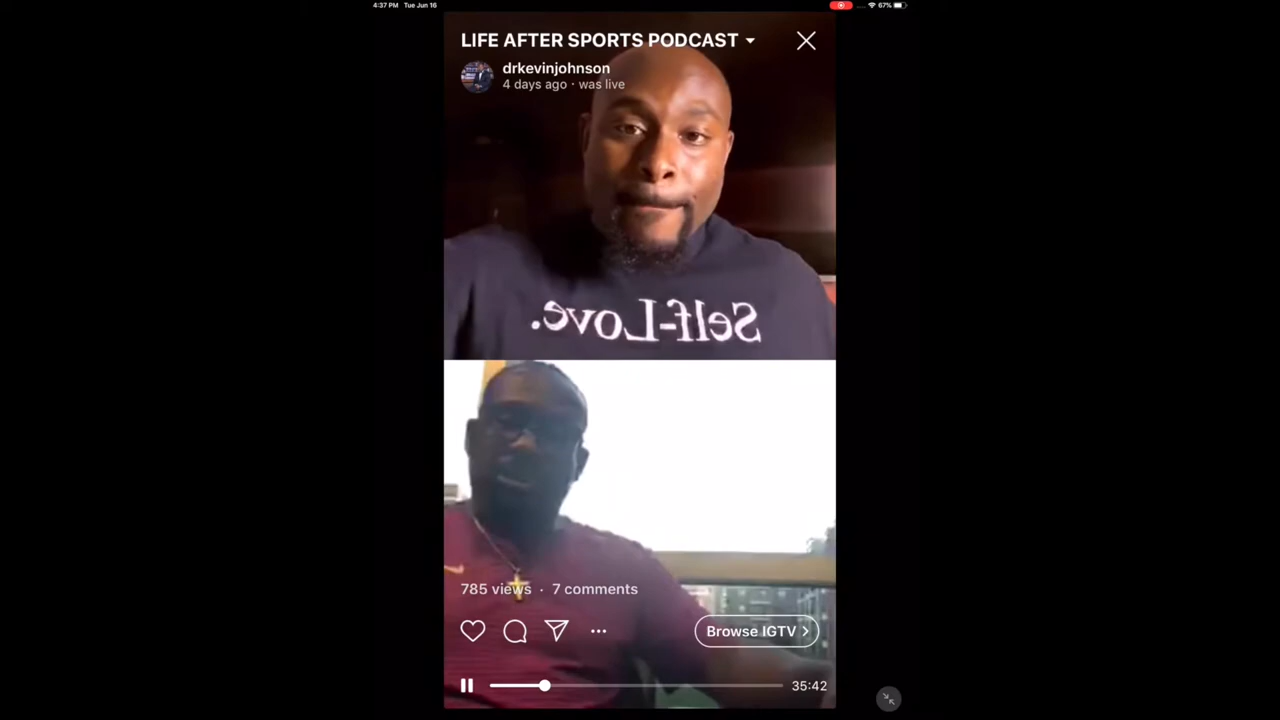 4:37 PM Tue Jun 16
67%
LIFE AFTER SPORTS PODCAST
drkevinjohnson
4 days ago · was live
Self-Love.
785 views · 7 comments
Browse IGTV >
35:42